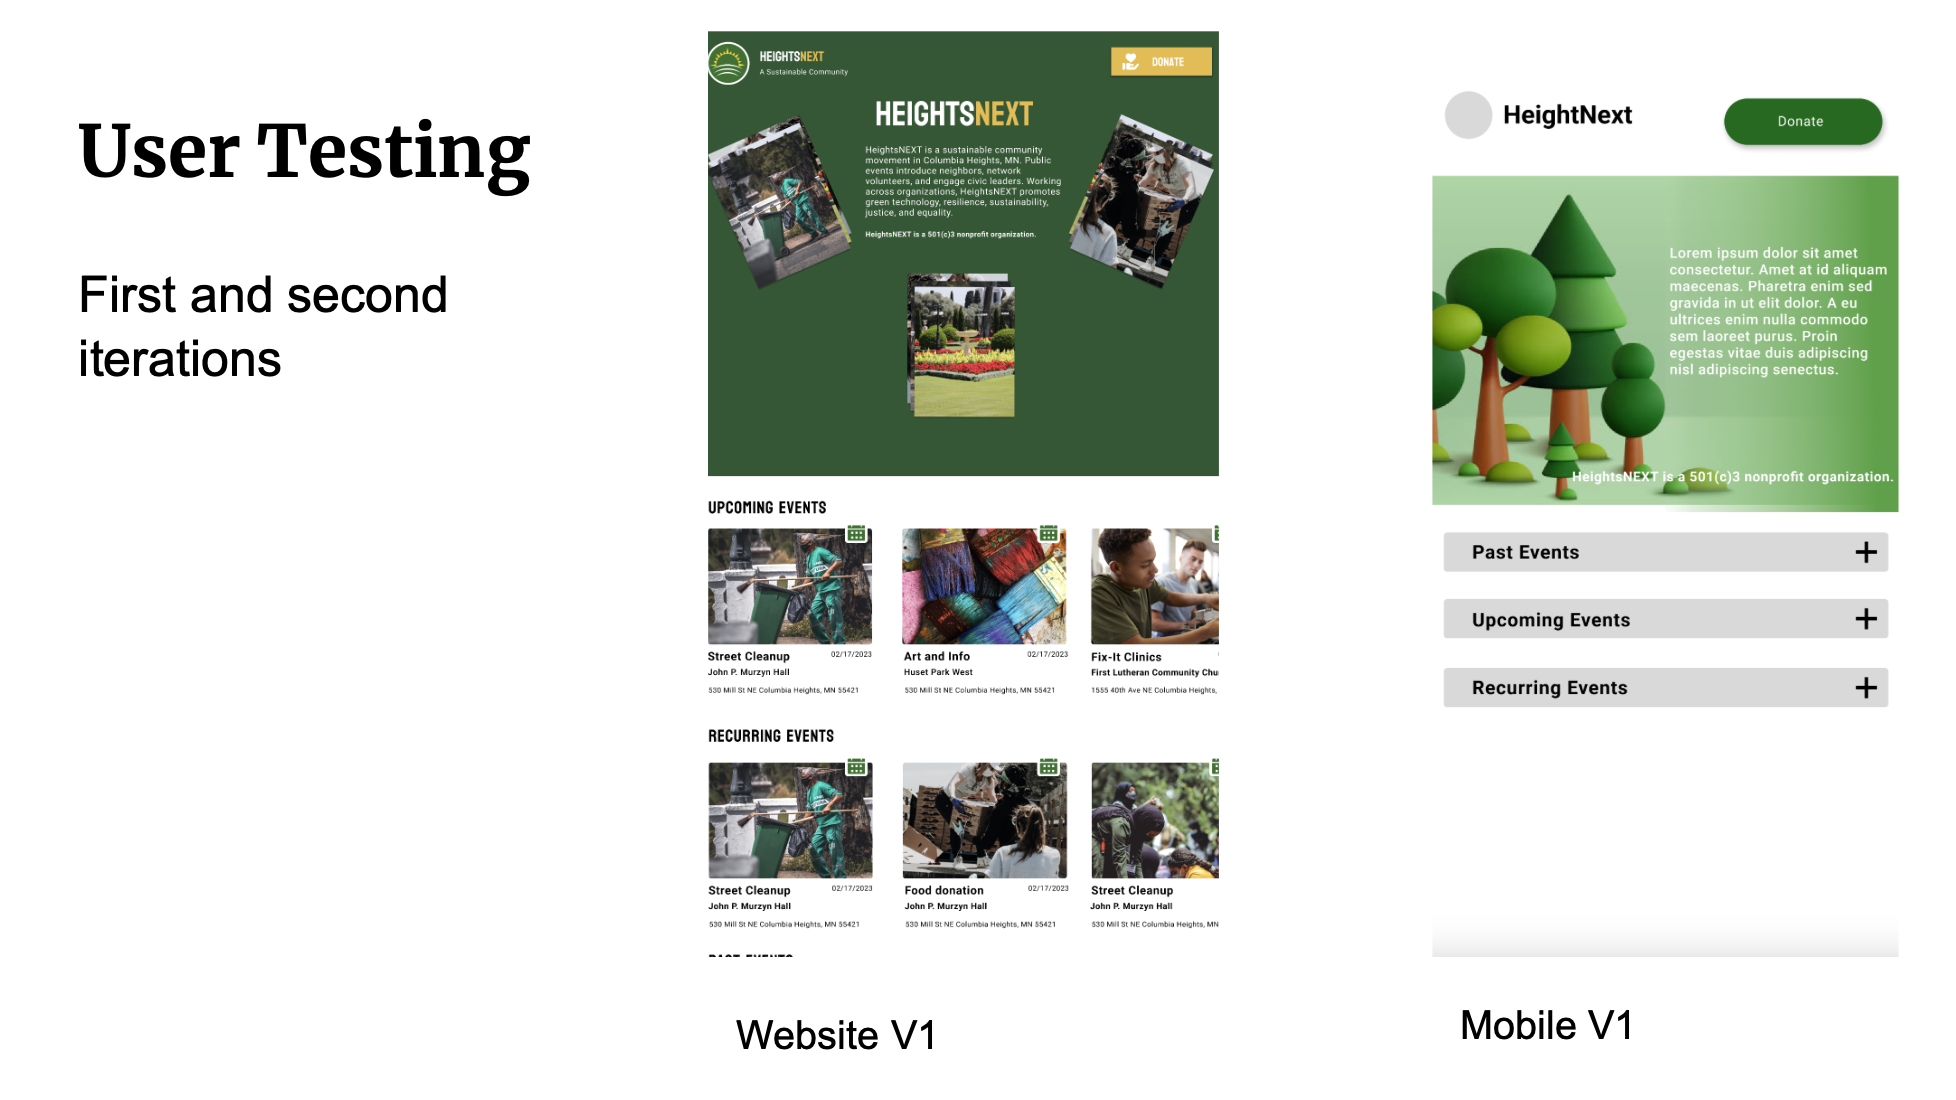 User Testing
First and second
iterations
HEIGHTSNEXT
A Sustainable Community
DONATE
HEIGHTSNEXT
HeightsNEXT is a sustainable community
movement in Columbia Heights, MN. Public
events introduce neighbors, network
volunteers, and engage civic leaders. Working
across organizations, HeightsNEXT promotes
green technology, resilience, sustainability,
justice, and equality.
HeightsNEXT is a 501(c)3 nonprofit organization.
UPCOMING EVENTS
Street Cleanup 02/17/2023
John P. Murzyn Hall
530 Mill St NE Columbia Heights, MN 55421
Art and Info 02/17/2023
Huset Park West
530 Mill St NE Columbia Heights, MN 55421
Fix-It Clinics
First Lutheran Community Chu
1555 40th Ave NE Columbia Heights,
RECURRING EVENTS
Street Cleanup 02/17/2023
John P. Murzyn Hall
530 Mill St NE Columbia Heights, MN 55421
Food donation 02/17/2023
John P. Murzyn Hall
530 Mill St NE Columbia Heights, MN 55421
Street Cleanup
John P. Murzyn Hall
530 Mill St NE Columbia Heights, MN
Website V1
HeightNext
Donate
Lorem ipsum dolor sit amet
consectetur. Amet at id aliquam
maecenas. Pharetra enim sed
gravida in ut elit dolor. A eu
ultrices enim nulla commodo
sem laoreet purus. Proin
egestas vitae duis adipiscing
nisl adipiscing senectus.
HeightsNEXT is a 501(c)3 nonprofit organization.
Past Events
Upcoming Events
Recurring Events
Mobile V1